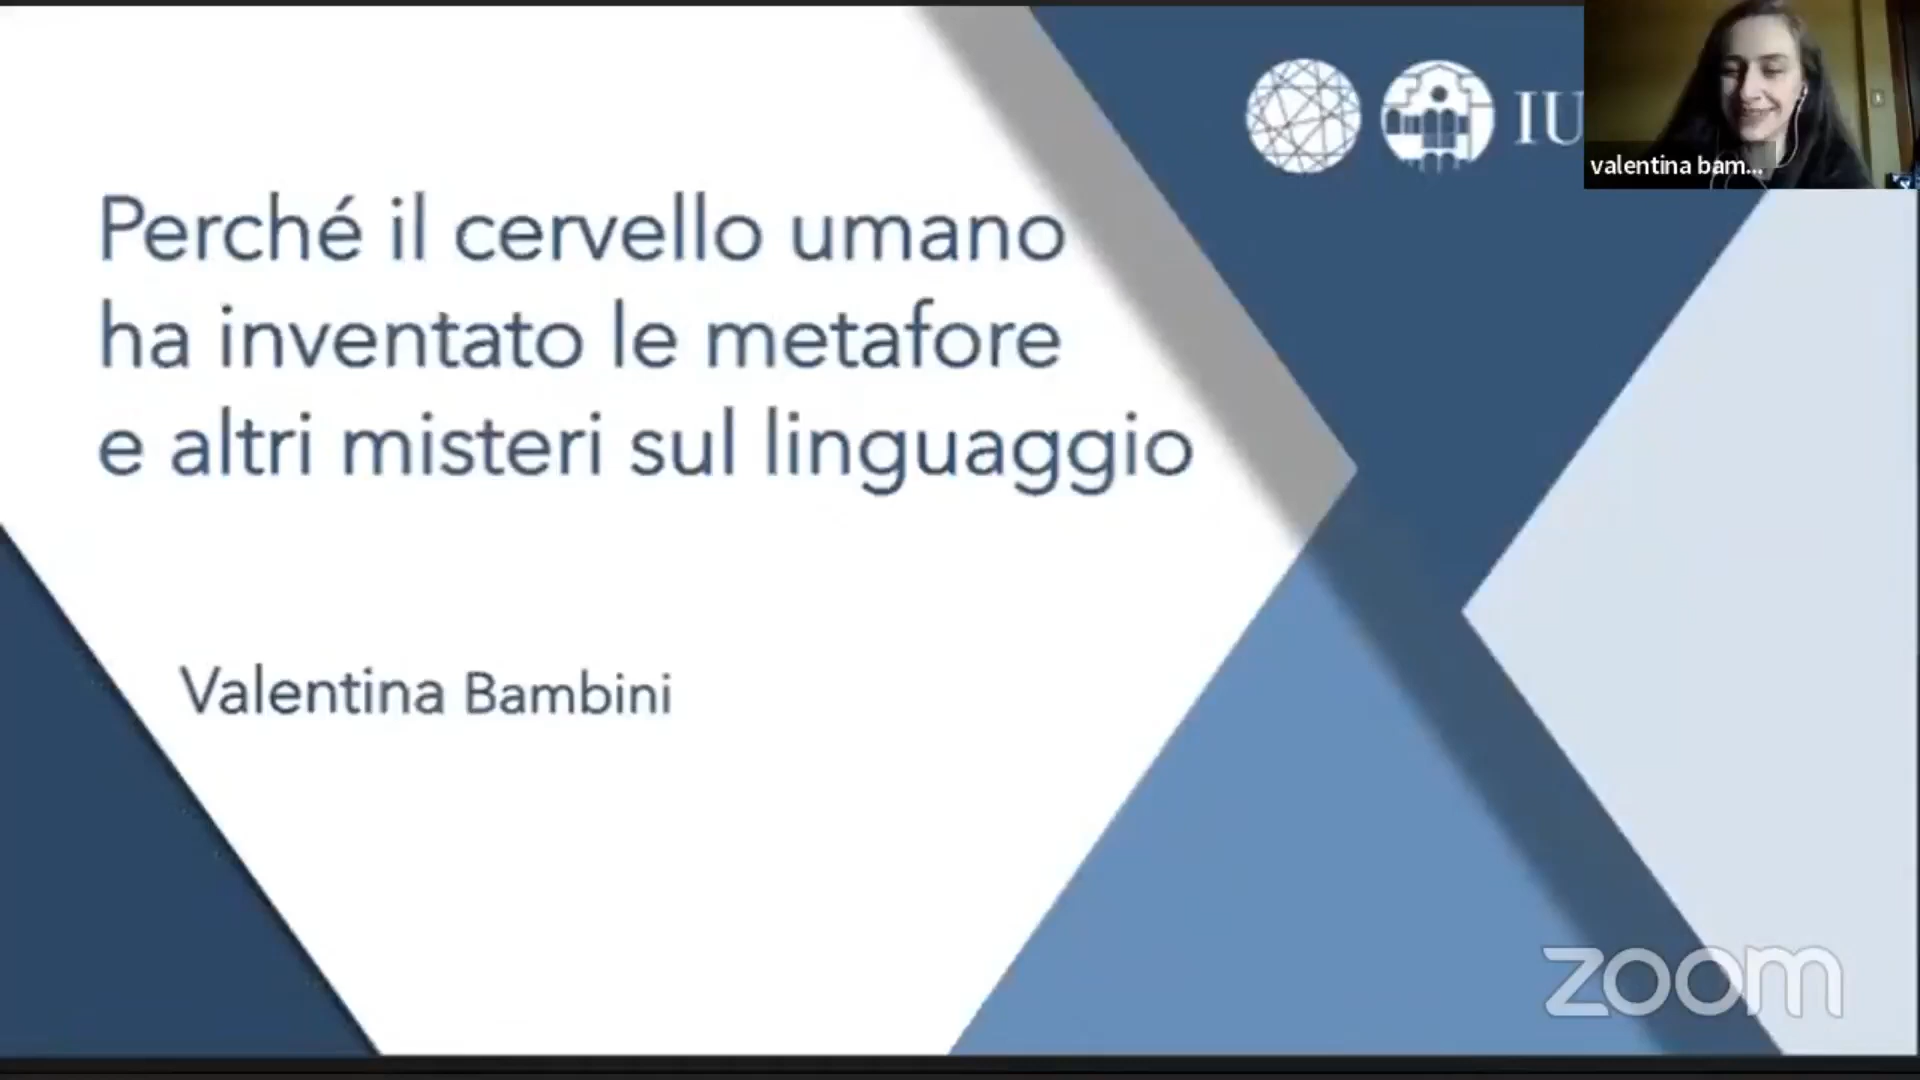 IU
valentina bam...
Perché il cervello umano
ha inventato le metafore
e altri misteri sul linguaggio
Valentina Bambini
zoom